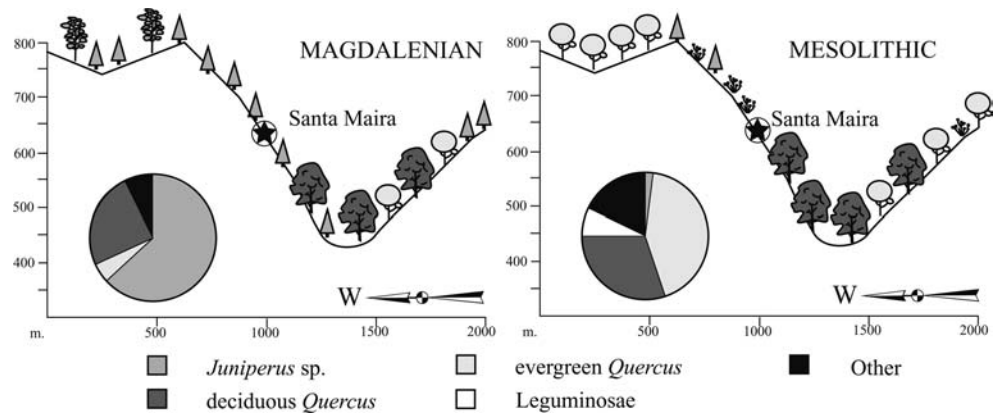 MAGDALENIAN
Santa Maira
800
700
600
500
400
W
m.
500
1000
1500
2000
MESOLITHIC
Santa Maira
800
700
600
500
400
W
m.
500
1000
1500
2000
Juniperus sp.
evergreen Quercus
Other
deciduous Quercus
Leguminosae